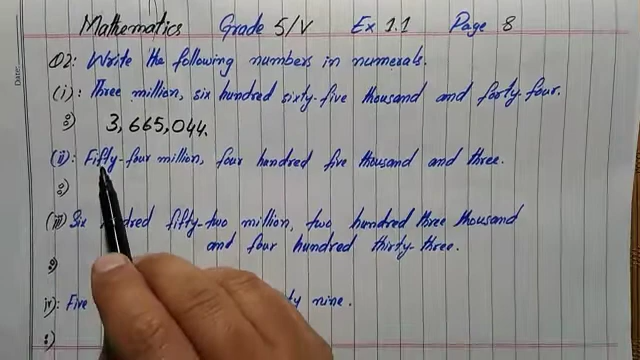 Mathematics Grade 5/V Ex 1.1 Page 8
Date:
Q2: Write the following numbers in numerals.
(i): Three million, six hundred sixty-five thousand and forty-four.
3,665,044.
(ii): Fifty-four million, four hundred five thousand and three.
(iii) Six fifty-two million, two hundred three thousand
and four hundred thirty-three.
iv): Five nine.